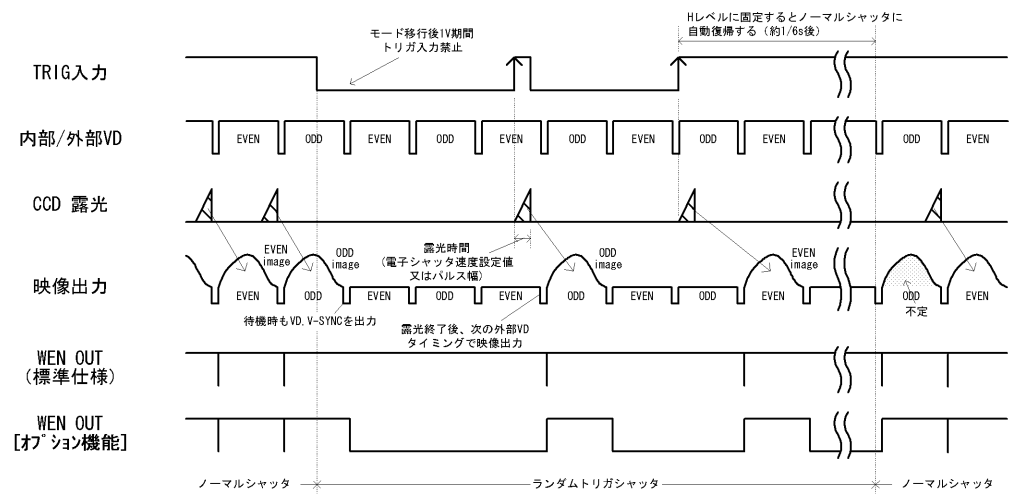 Hレベルに固定するとノーマルシャッタに
自動復帰する(約1/6s後)
モード移行後1V期間
トリガ入力禁止
TRIG入力
内部/外部VD
EVEN ODD EVEN ODD EVEN ODD EVEN ODD EVEN ODD EVEN
CCD 露光
露光時間
(電子シャッタ速度設定値
又はパルス幅)
EVEN image
ODD image
ODD image
EVEN image
映像出力
EVEN ODD EVEN ODD EVEN ODD EVEN ODD EVEN ODD EVEN
不定
待機時もVD,V-SYNCを出力
露光終了後、次の外部VD
タイミングで映像出力
WEN OUT
(標準仕様)
WEN OUT
[オプション機能]
ノーマルシャッタ ランダムトリガシャッタ ノーマルシャッタ